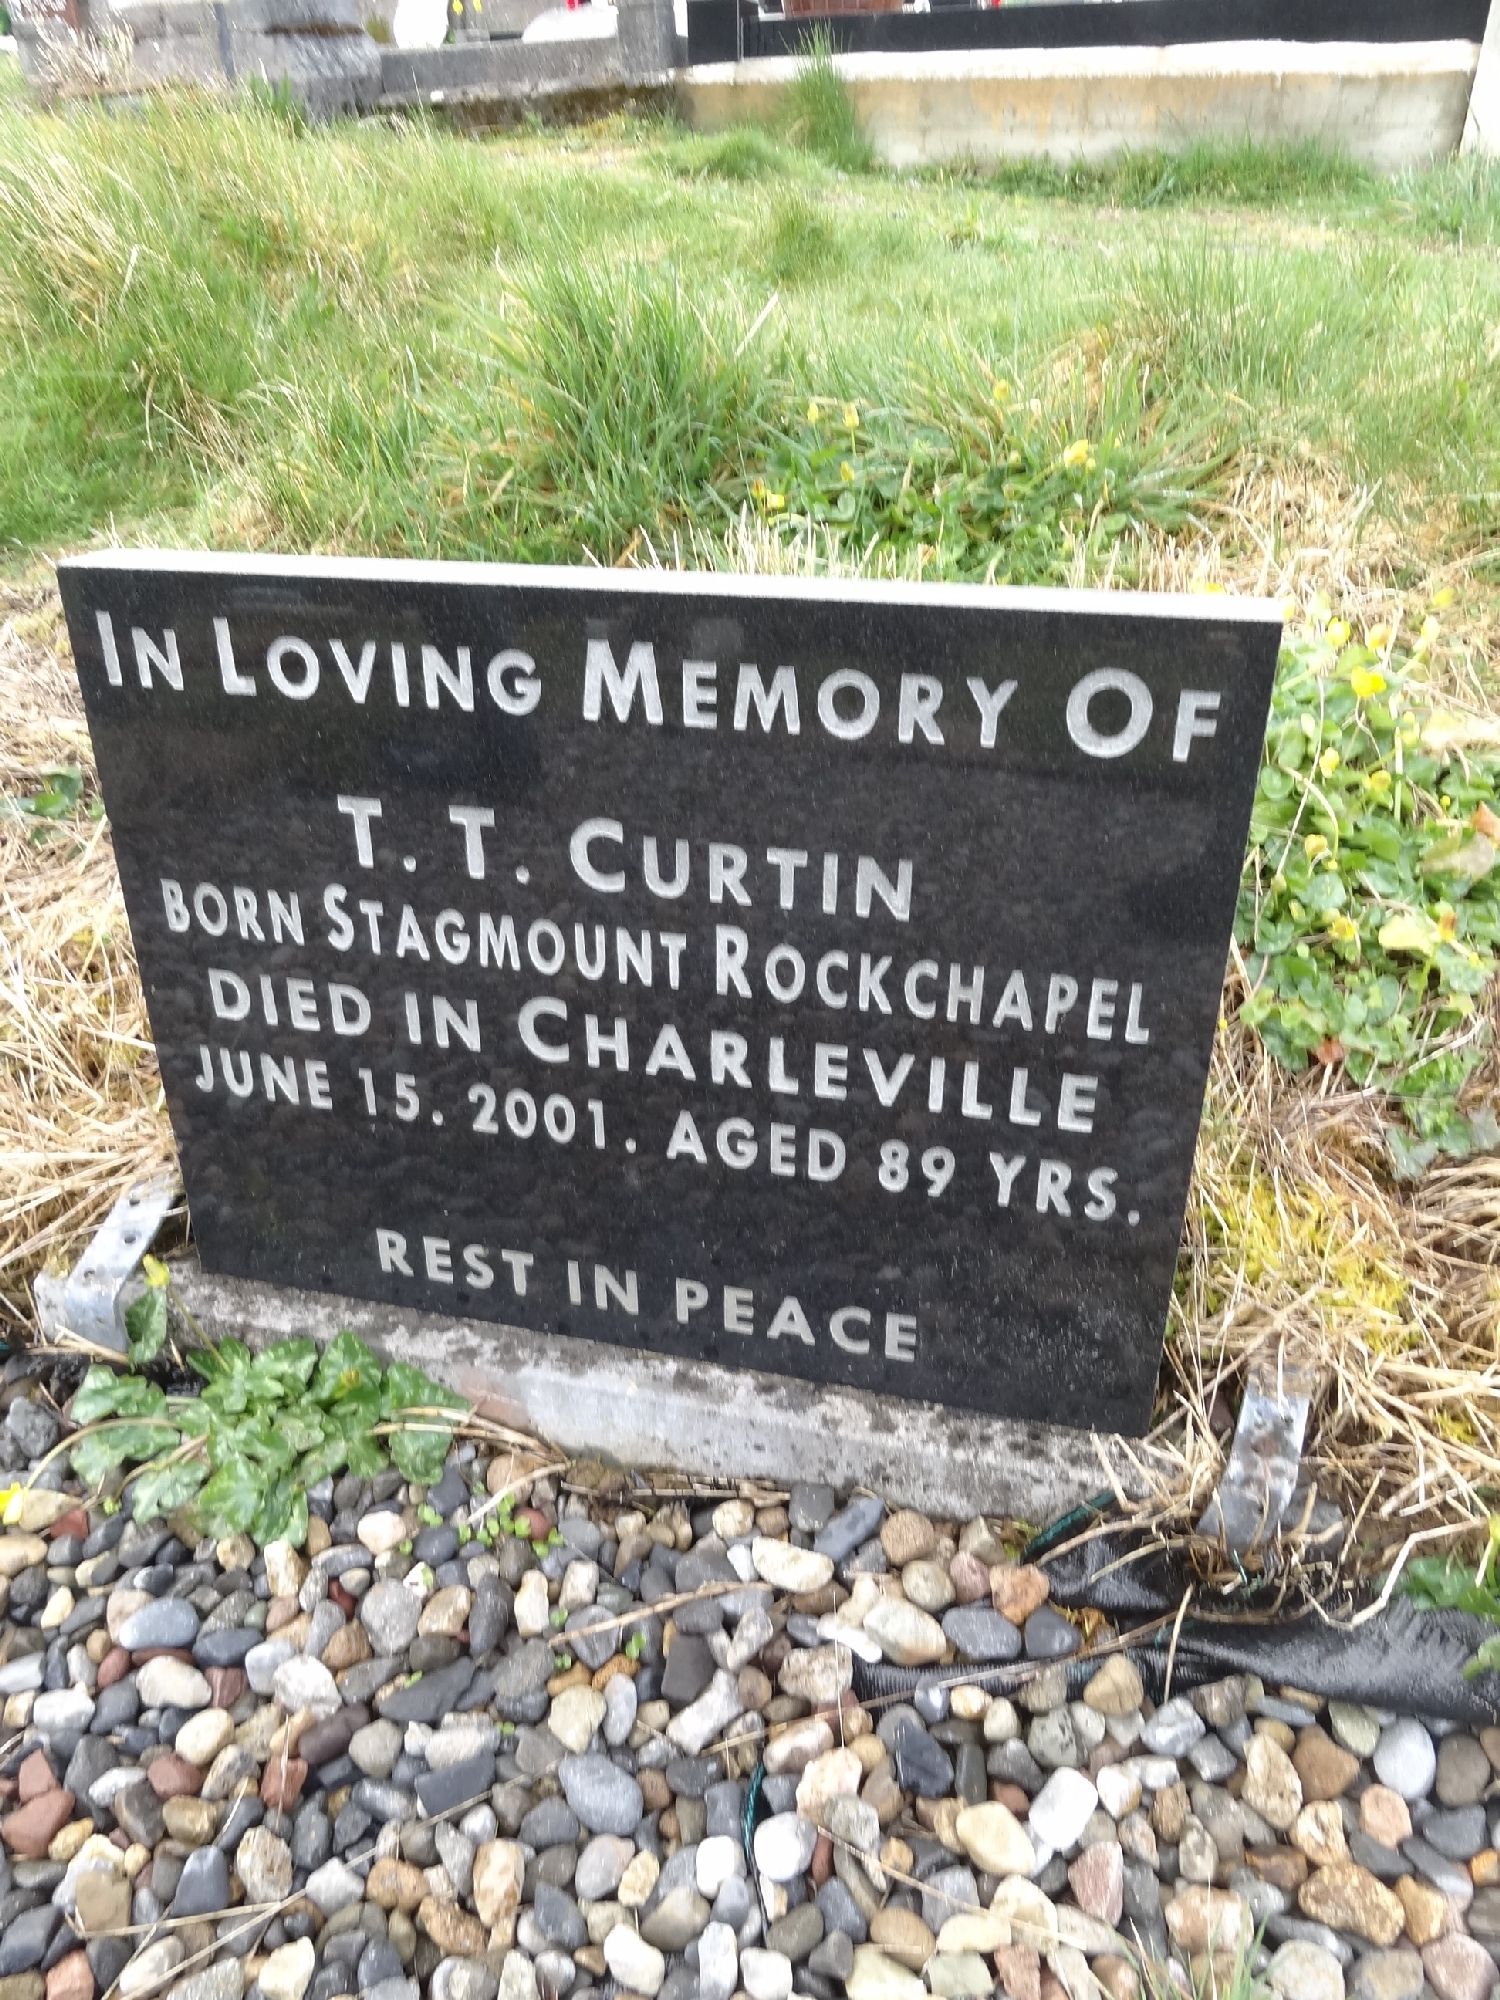 IN LOVING MEMORY OF
T. T. CURTIN
BORN STAGMOUNT ROCKCHAPEL
DIED IN CHARLEVILLE
JUNE 15. 2001. AGED 89 YRS.
REST IN PEACE